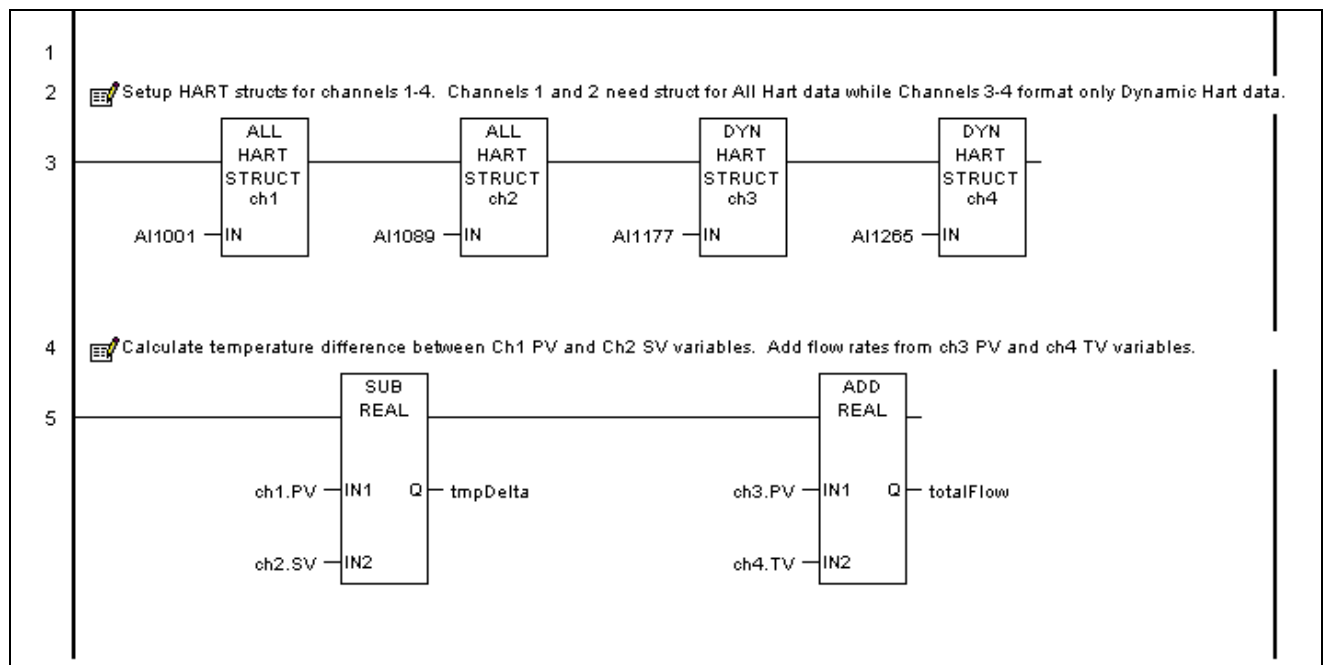 1
2 Setup HART structs for channels 1-4. Channels 1 and 2 need struct for All Hart data while Channels 3-4 format only Dynamic Hart data.
ALL ALL DYN DYN
3 HART HART HART HART
STRUCT STRUCT STRUCT STRUCT
ch1 ch2 ch3 ch4
AI1001 IN AI1089 IN AI1177 IN AI1265 IN
4 Calculate temperature difference between Ch1 PV and Ch2 SV variables. Add flow rates from ch3 PV and ch4 TV variables.
SUB ADD
5 REAL REAL
ch1.PV IN1 Q tmpDelta ch3.PV IN1 Q totalFlow
ch2.SV IN2 ch4.TV IN2